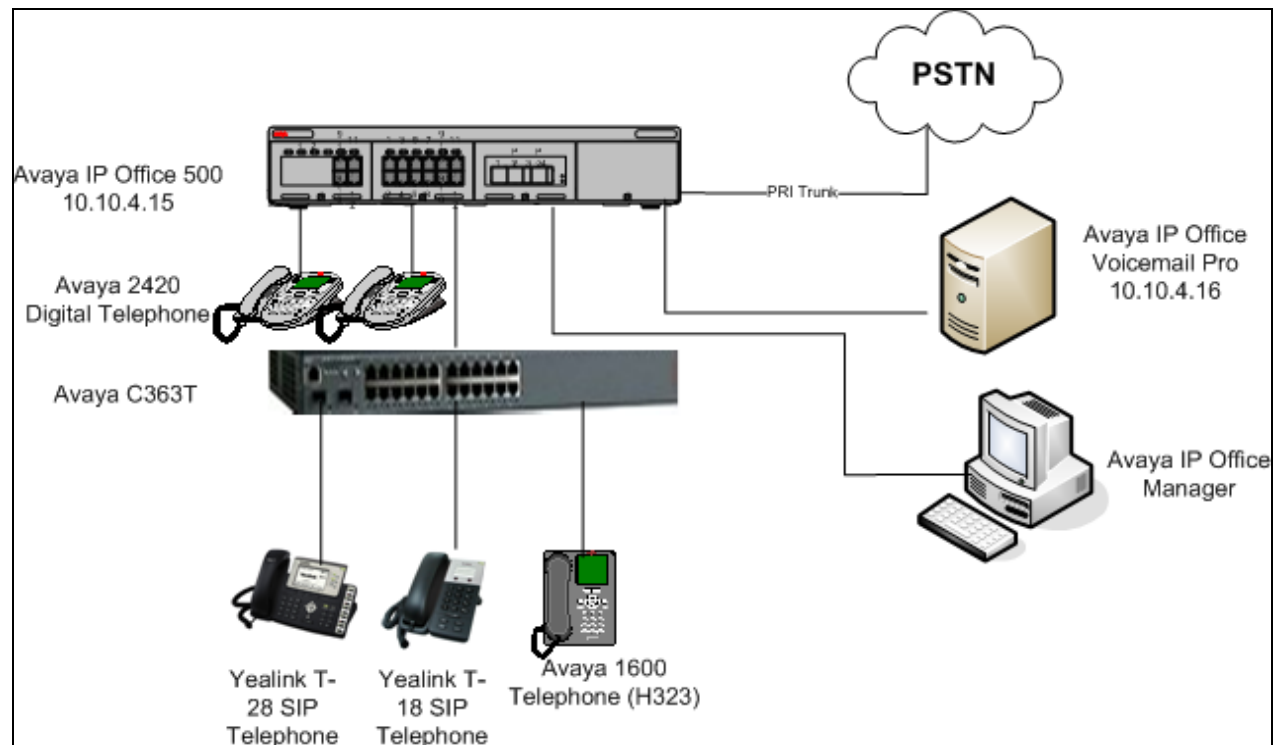 PSTN
Avaya IP Office 500
10.10.4.15
PRI Trunk
Avaya IP Office
Voicemail Pro
10.10.4.16
Avaya 2420
Digital Telephone
Avaya C363T
Avaya IP Office
Manager
Yealink T-
28 SIP
Telephone
Yealink T-
18 SIP
Telephone
Avaya 1600
Telephone (H323)